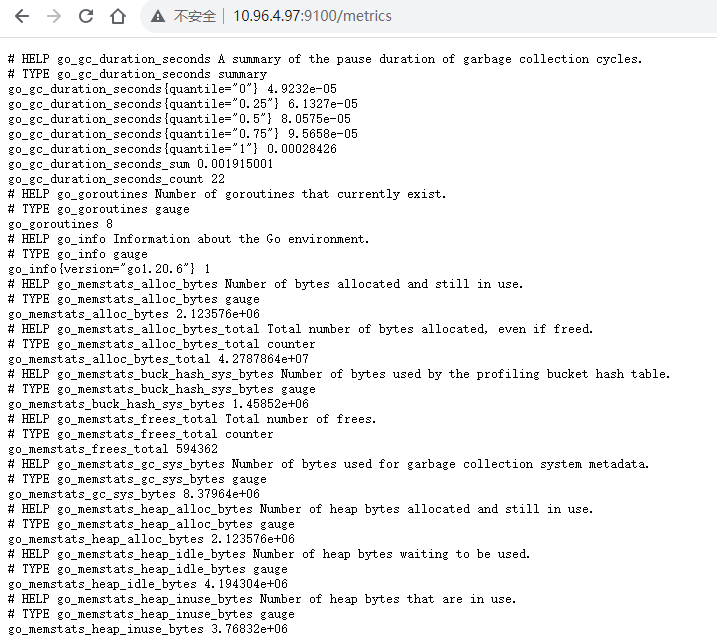 不安全 | 10.96.4.97:9100/metrics
# HELP go_gc_duration_seconds A summary of the pause duration of garbage collection cycles.
# TYPE go_gc_duration_seconds summary
go_gc_duration_seconds{quantile="0"} 4.9232e-05
go_gc_duration_seconds{quantile="0.25"} 6.1327e-05
go_gc_duration_seconds{quantile="0.5"} 8.0575e-05
go_gc_duration_seconds{quantile="0.75"} 9.5658e-05
go_gc_duration_seconds{quantile="1"} 0.00028426
go_gc_duration_seconds_sum 0.001915001
go_gc_duration_seconds_count 22
# HELP go_goroutines Number of goroutines that currently exist.
# TYPE go_goroutines gauge
go_goroutines 8
# HELP go_info Information about the Go environment.
# TYPE go_info gauge
go_info{version="go1.20.6"} 1
# HELP go_memstats_alloc_bytes Number of bytes allocated and still in use.
# TYPE go_memstats_alloc_bytes gauge
go_memstats_alloc_bytes 2.123576e+06
# HELP go_memstats_alloc_bytes_total Total number of bytes allocated, even if freed.
# TYPE go_memstats_alloc_bytes_total counter
go_memstats_alloc_bytes_total 4.2787864e+07
# HELP go_memstats_buck_hash_sys_bytes Number of bytes used by the profiling bucket hash table.
# TYPE go_memstats_buck_hash_sys_bytes gauge
go_memstats_buck_hash_sys_bytes 1.45852e+06
# HELP go_memstats_frees_total Total number of frees.
# TYPE go_memstats_frees_total counter
go_memstats_frees_total 594362
# HELP go_memstats_gc_sys_bytes Number of bytes used for garbage collection system metadata.
# TYPE go_memstats_gc_sys_bytes gauge
go_memstats_gc_sys_bytes 8.37964e+06
# HELP go_memstats_heap_alloc_bytes Number of heap bytes allocated and still in use.
# TYPE go_memstats_heap_alloc_bytes gauge
go_memstats_heap_alloc_bytes 2.123576e+06
# HELP go_memstats_heap_idle_bytes Number of heap bytes waiting to be used.
# TYPE go_memstats_heap_idle_bytes gauge
go_memstats_heap_idle_bytes 4.194304e+06
# HELP go_memstats_heap_inuse_bytes Number of heap bytes that are in use.
# TYPE go_memstats_heap_inuse_bytes gauge
go_memstats_heap_inuse_bytes 3.76832e+06